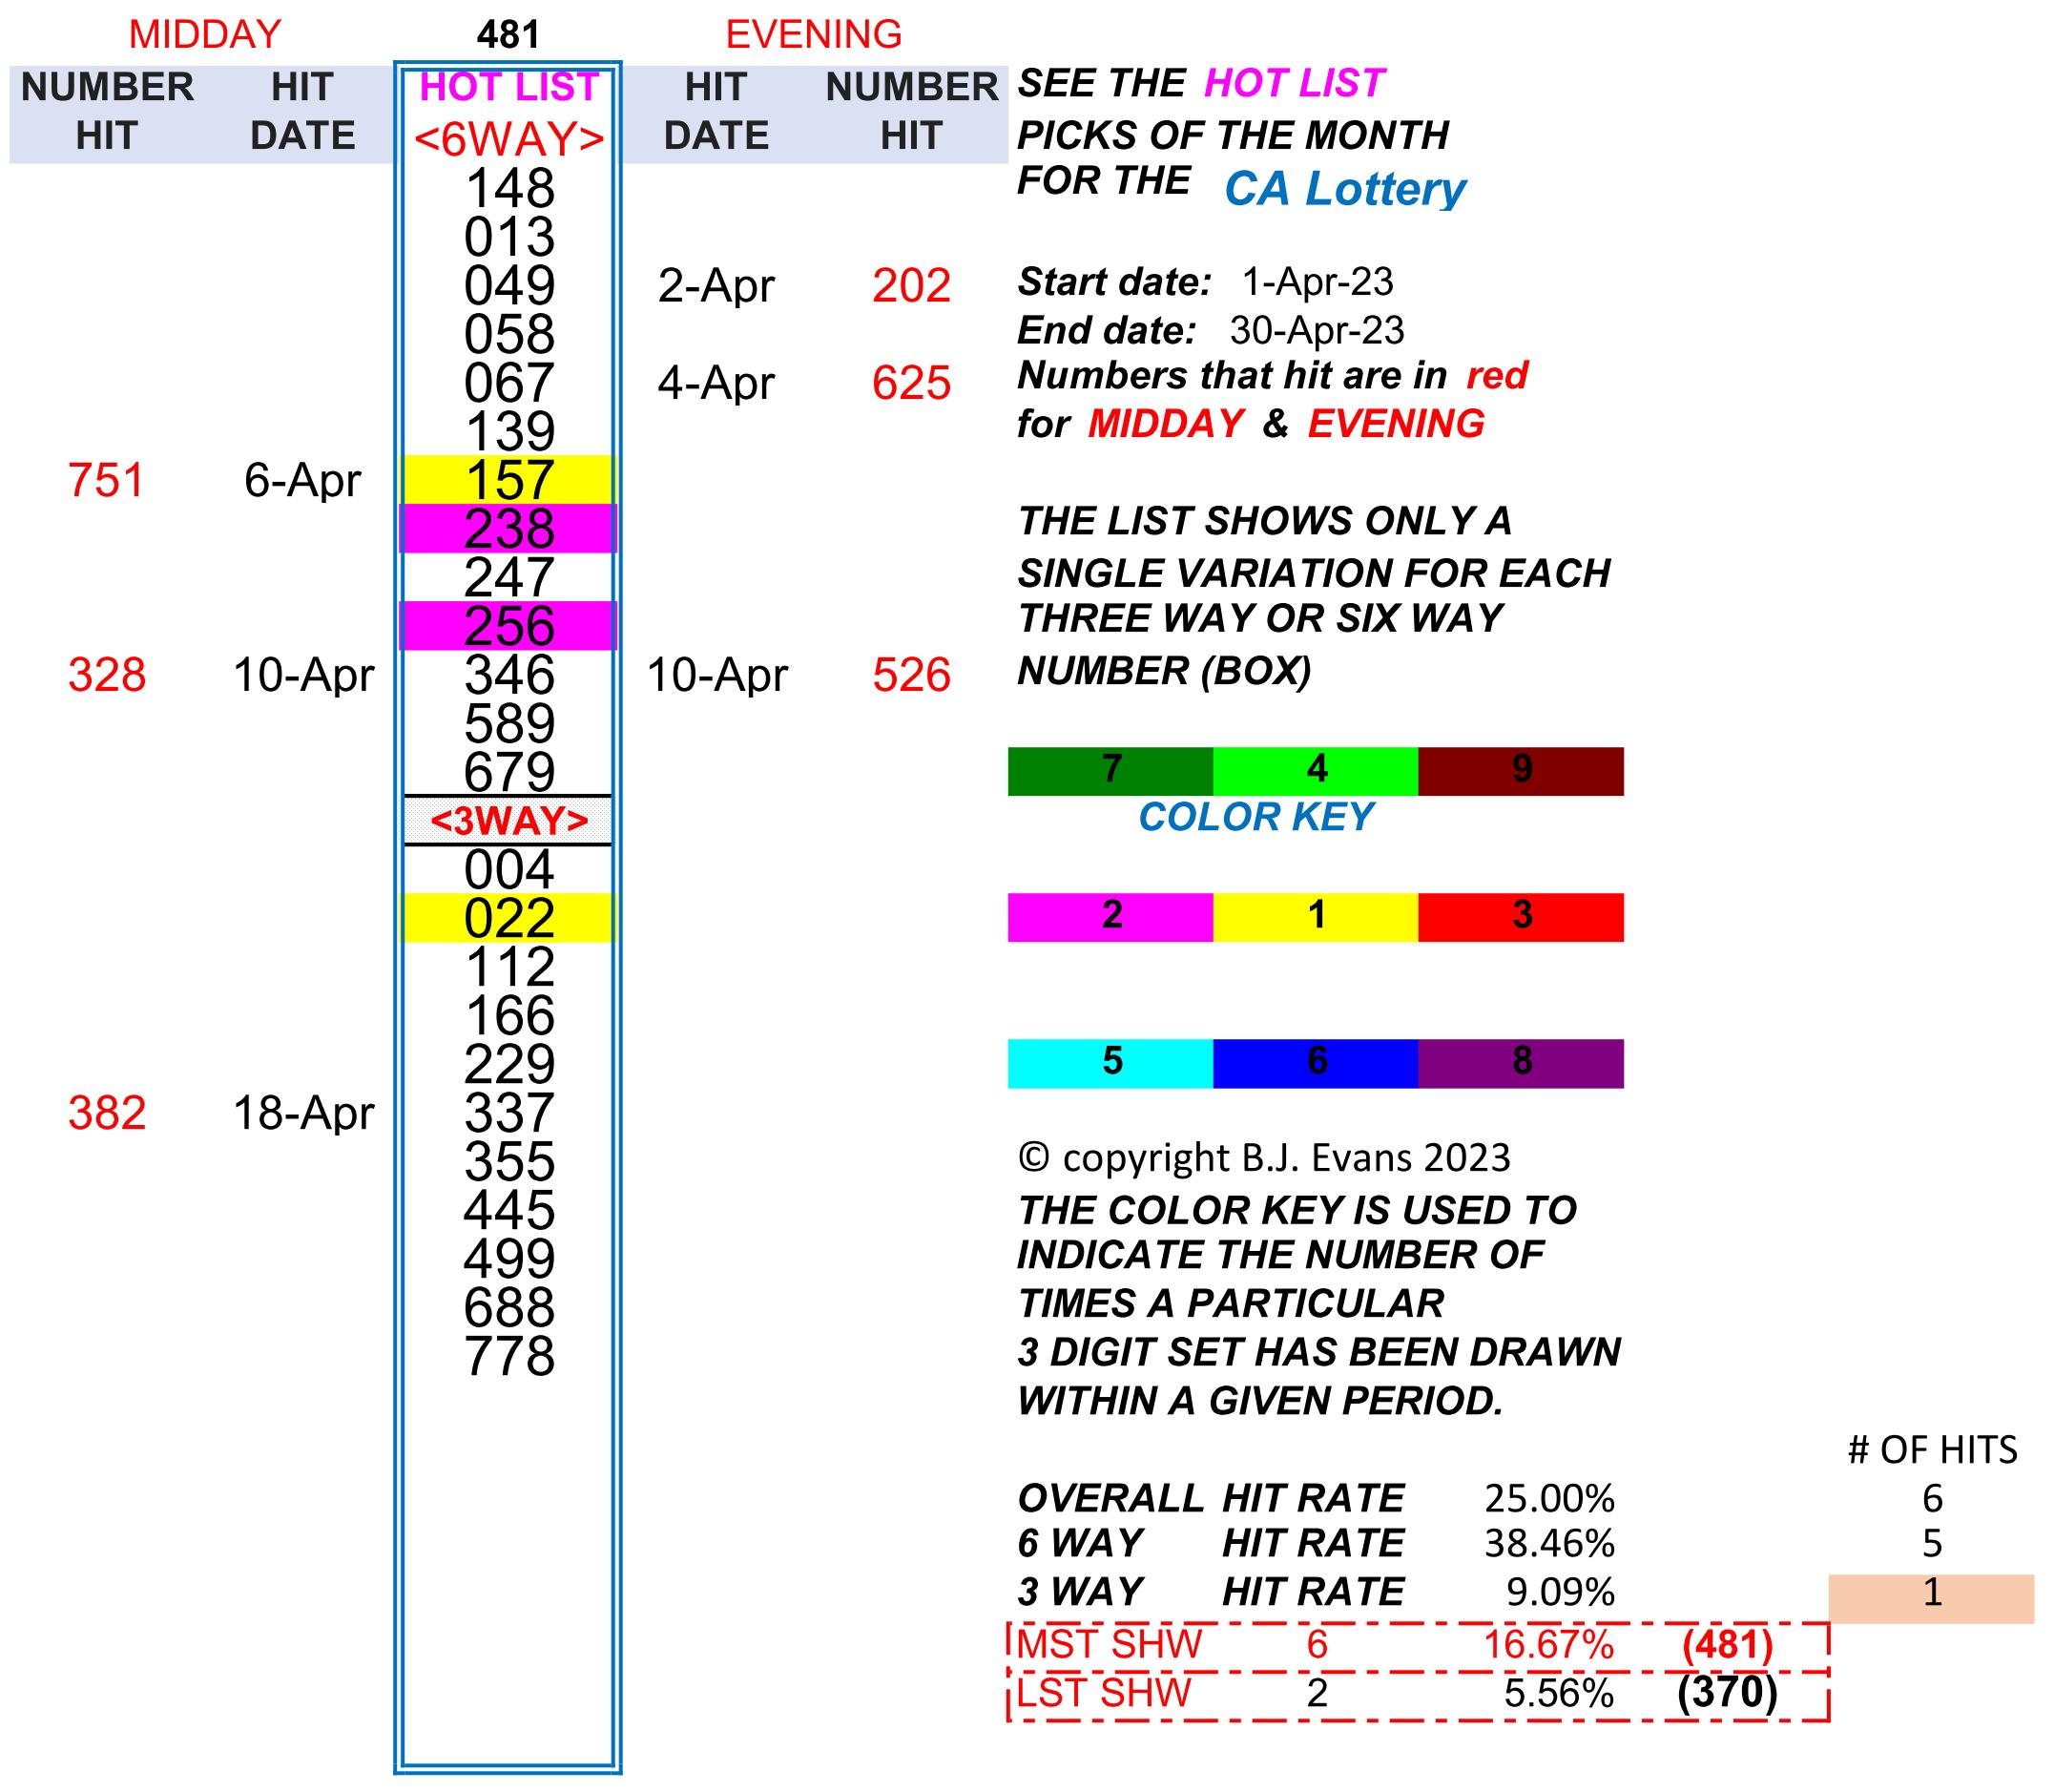 MIDDAY 481 EVENING
NUMBER HIT HOT LIST HIT NUMBER SEE THE HOT LIST
HIT DATE <6WAY> DATE HIT PICKS OF THE MONTH
148 FOR THE CA Lottery
013
049 2-Apr 202 Start date: 1-Apr-23
058 End date: 30-Apr-23
067 4-Apr 625 Numbers that hit are in red
139 for MIDDAY & EVENING
751 6-Apr 157
238 THE LIST SHOWS ONLY A
247 SINGLE VARIATION FOR EACH
256 THREE WAY OR SIX WAY
328 10-Apr 346 10-Apr 526 NUMBER (BOX)
589
679 7 4 9
<3WAY> COLOR KEY
004
022 2 1 3
112
166
229 5 6 8
382 18-Apr 337
355 © copyright B.J. Evans 2023
445 THE COLOR KEY IS USED TO
499 INDICATE THE NUMBER OF
688 TIMES A PARTICULAR
778 3 DIGIT SET HAS BEEN DRAWN
WITHIN A GIVEN PERIOD.
# OF HITS
OVERALL HIT RATE 25.00% 6
6 WAY HIT RATE 38.46% 5
3 WAY HIT RATE 9.09% 1
MST SHW 6 16.67% (481)
LST SHW 2 5.56% (370)